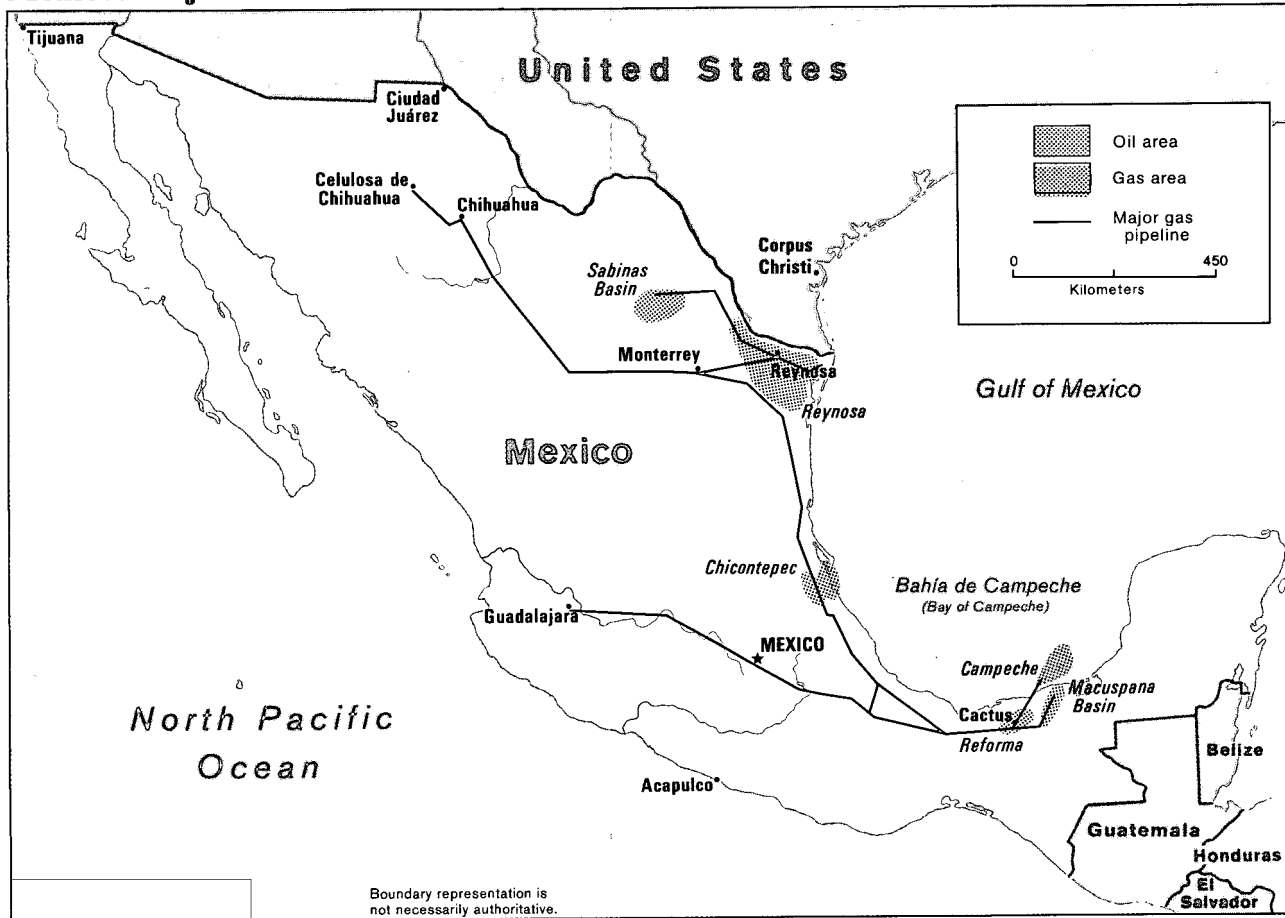 Tijuana
United States
Ciudad
Juárez
Oil area
Gas area
Major gas
pipeline
0 450
Kilometers
Celulosa de
Chihuahua
Chihuahua
Corpus
Christi
Sabinas
Basin
Monterrey
Reynosa
Reynosa
Gulf of Mexico
Mexico
Chicontepec
Bahía de Campeche
(Bay of Campeche)
Guadalajara
MEXICO
Campeche
Macuspana
Basin
Cactus
Reforma
North Pacific
Ocean
Belize
Acapulco
Guatemala
Honduras
El
Salvador
Boundary representation is
not necessarily authoritative.